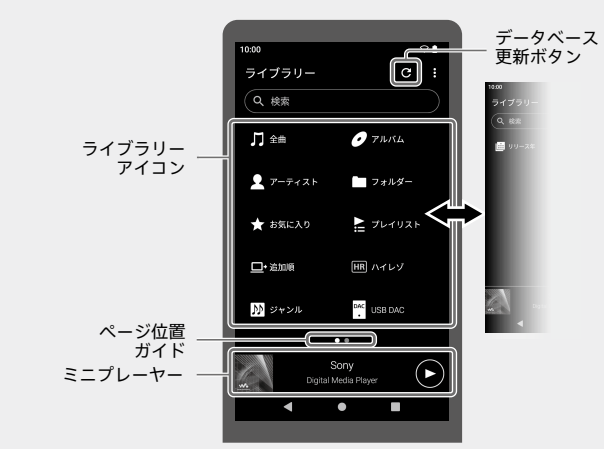 データベース
更新ボタン
10:00
ライブラリー
検索
ライブラリー
アイコン
全曲
アルバム
アーティスト
フォルダー
お気に入り
プレイリスト
追加順
HR ハイレゾ
ジャンル
DAC USB DAC
10:00
ライブラリー
検索
リリース年
ページ位置
ガイド
ミニプレーヤー
Sony
Digital Media Player